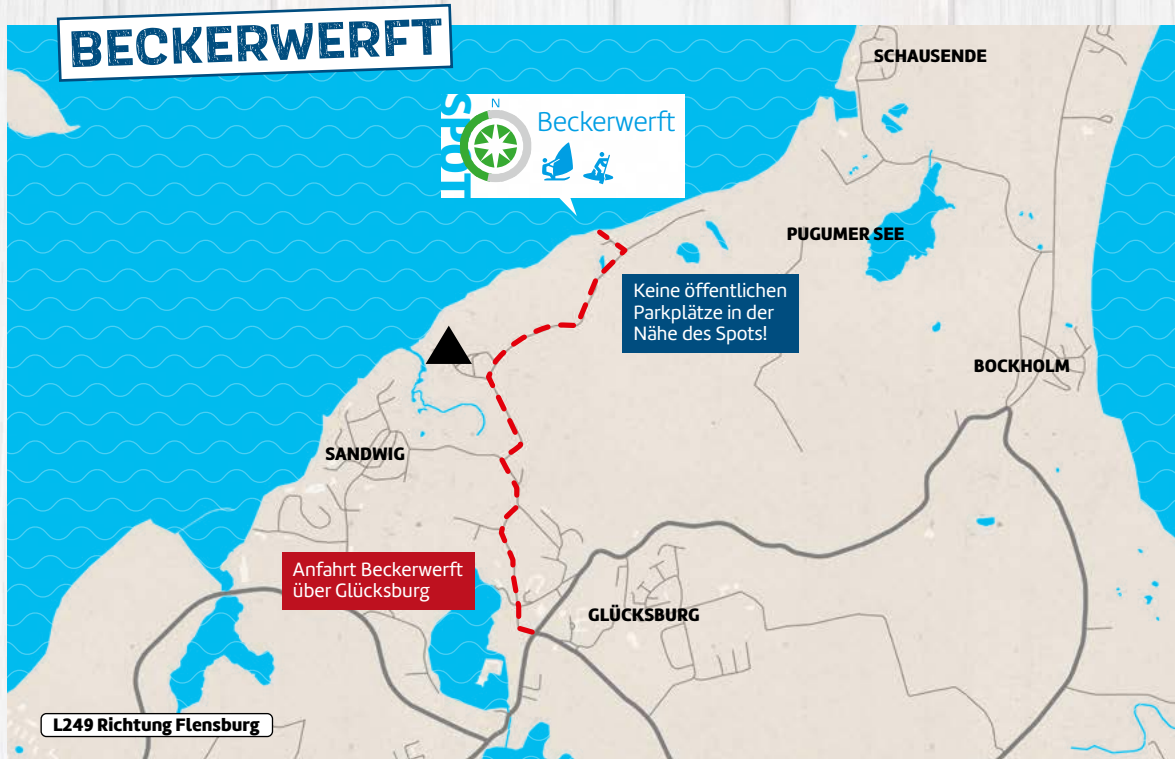 BECKERWERFT
SCHAUSENDE
SPOT
N
Beckerwerft
PUGUMER SEE
Keine öffentlichen
Parkplätze in der
Nähe des Spots!
BOCKHOLM
SANDWIG
Anfahrt Beckerwerft
über Glücksburg
GLÜCKSBURG
L249 Richtung Flensburg